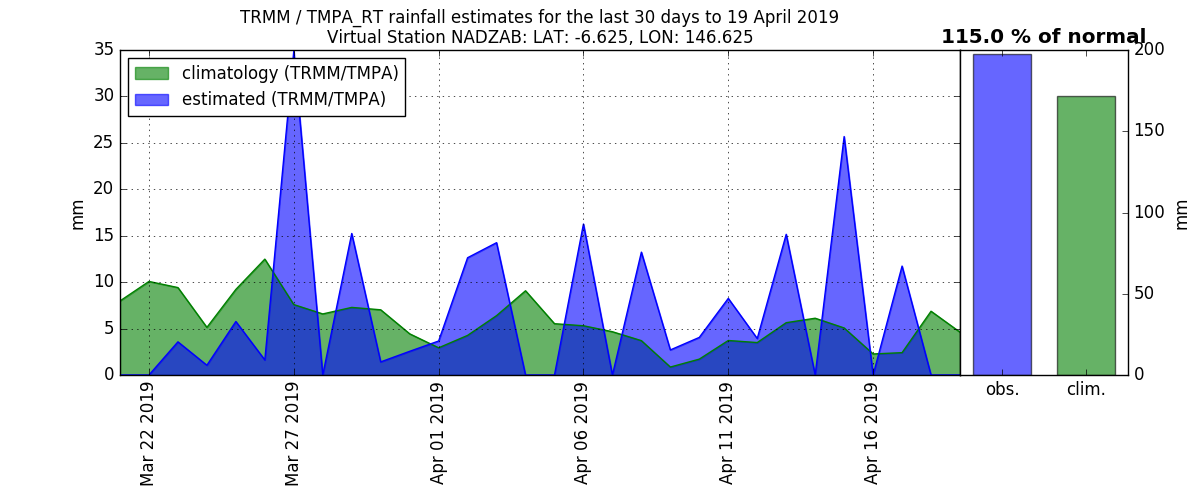 TRMM / TMPA_RT rainfall estimates for the last 30 days to 19 April 2019
Virtual Station NADZAB: LAT: -6.625, LON: 146.625
115.0 % of normal
climatology (TRMM/TMPA)
estimated (TRMM/TMPA)
35
30
25
20
15
10
5
0
mm
Mar 22 2019
Mar 27 2019
Apr 01 2019
Apr 06 2019
Apr 11 2019
Apr 16 2019
obs.
clim.
200
150
100
50
0
mm